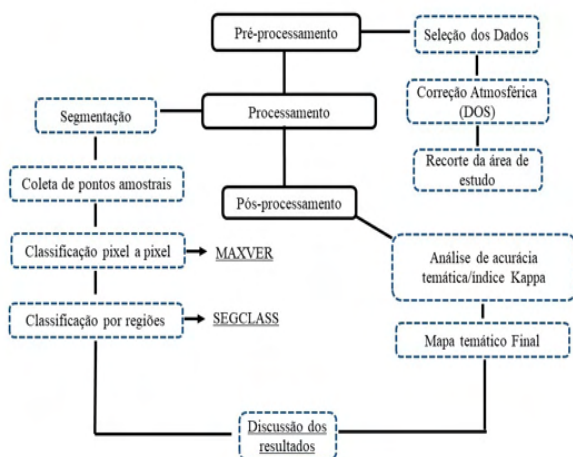 Pré-processamento
Seleção dos Dados
Correção Atmosférica
(DOS)
Recorte da área de
estudo
Processamento
Segmentação
Coleta de pontos amostrais
Classificação pixel a pixel
MAXVER
Classificação por regiões
SEGCLASS
Pós-processamento
Análise de acurácia
temática/índice Kappa
Mapa temático Final
Discussão dos
resultados